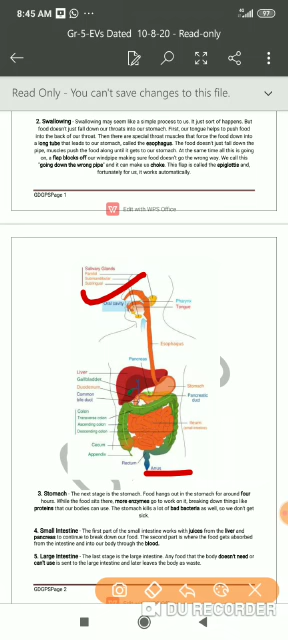 8:45 AM
97
Gr-5-EVs Dated 10-8-20 - Read-only
Read Only - You can't save changes to this file.
2. Swallowing - Swallowing may seem like a simple process to us. It just sort of happens. But
food doesn't just fall down our throats into our stomach. First, our tongue helps to push food
into the back of our throat. Then there are special throat muscles that force the food down into
a long tube that leads to our stomach, called the esophagus. The food doesn't just fall down the
pipe, muscles push the food along until it gets to our stomach. At the same time all this is going
on, a flap blocks off our windpipe making sure food doesn't go the wrong way. We call this
"going down the wrong pipe" and it can make us choke. This flap is called the epiglottis and,
fortunately for us, it works automatically.
GDGPSPage 1
Edit with WPS Office
Salivary Glands
Parotid
Submandibular
Sublingual
Oral cavity
Pharynx
Tongue
Esophagus
Pancreas
Liver
Gallbladder
Duodenum
Common
bile duct
Stomach
Pancreatic
duct
Colon
Transverse colon
Ascending colon
Descending colon
Cecum
Appendix
Rectum
Anus
3. Stomach - The next stage is the stomach. Food hangs out in the stomach for around four
hours. While the food sits there, more enzymes go to work on it, breaking down things like
proteins that our bodies can use. The stomach kills a lot of bad bacteria as well, so we don't get
sick.
4. Small Intestine - The first part of the small intestine works with juices from the liver and
pancreas to continue to break down our food. The second part is where the food gets absorbed
from the intestine and into our body through the blood.
5. Large Intestine - The last stage is the large intestine. Any food that the body doesn't need or
can't use is sent to the large intestine and later leaves the body as waste.
GDGPSPage 2
DU RECORDER